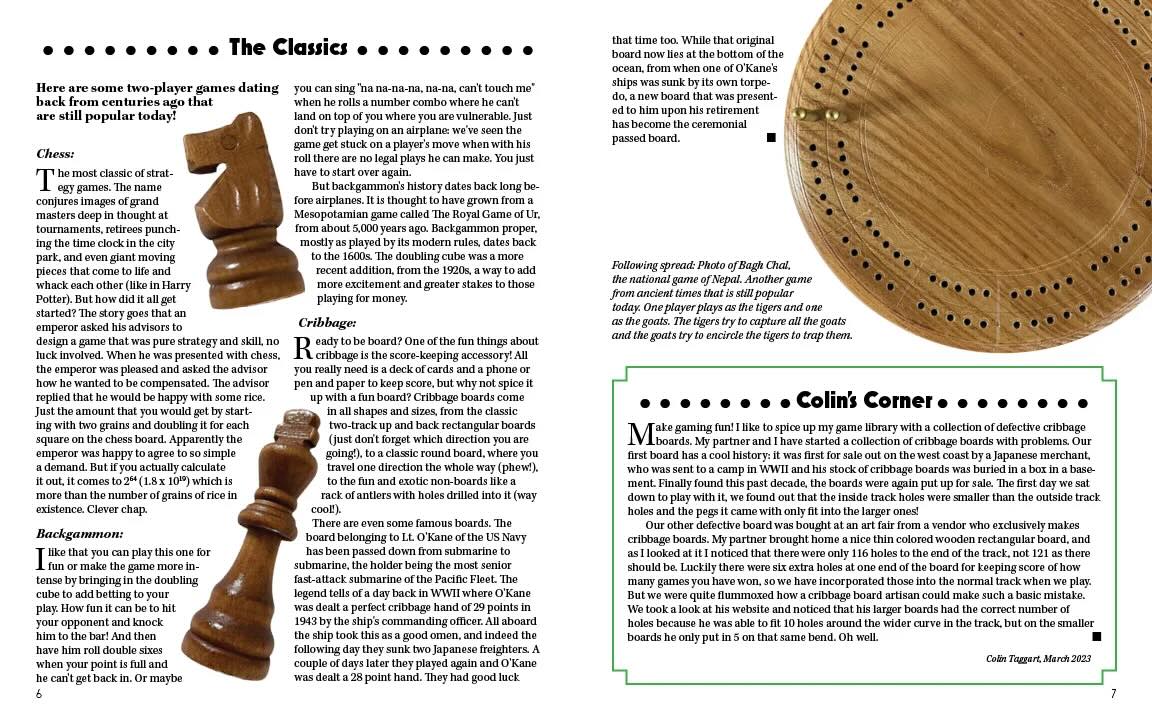 The Classics
Here are some two-player games dating
back from centuries ago that
are still popular today!
Chess:
The most classic of strat-
egy games. The name
conjures images of grand
masters deep in thought at
tournaments, retirees punch-
ing the time clock in the city
park, and even giant moving
pieces that come to life and
whack each other (like in Harry
Potter). But how did it all get
started? The story goes that an
emperor asked his advisors to
design a game that was pure strategy and skill, no
luck involved. When he was presented with chess,
the emperor was pleased and asked the advisor
how he wanted to be compensated. The advisor
replied that he would be happy with some rice.
Just the amount that you would get by start-
ing with two grains and doubling it for each
square on the chess board. Apparently the
emperor was happy to agree to so simple
a demand. But if you actually calculate
it out, it comes to 2⁶⁴ (1.8 x 10¹⁹) which is
more than the number of grains of rice in
existence. Clever chap.
Backgammon:
I like that you can play this one for
fun or make the game more in-
tense by bringing in the doubling
cube to add betting to your
play. How fun it can be to hit
your opponent and knock
him to the bar! And then
have him roll double sixes
when your point is full and
he can't get back in. Or maybe
6
you can sing "na na-na-na, na-na, can't touch me"
when he rolls a number combo where he can't
land on top of you where you are vulnerable. Just
don't try playing on an airplane: we've seen the
game get stuck on a player's move when with his
roll there are no legal plays he can make. You just
have to start over again.
But backgammon's history dates back long be-
fore airplanes. It is thought to have grown from a
Mesopotamian game called The Royal Game of Ur,
from about 5,000 years ago. Backgammon proper,
mostly as played by its modern rules, dates back
to the 1600s. The doubling cube was a more
recent addition, from the 1920s, a way to add
more excitement and greater stakes to those
playing for money.
Cribbage:
Ready to be board? One of the fun things about
cribbage is the score-keeping accessory! All
you really need is a deck of cards and a phone or
pen and paper to keep score, but why not spice it
up with a fun board? Cribbage boards come
in all shapes and sizes, from the classic
two-track up and back rectangular boards
(just don't forget which direction you are
going!), to a classic round board, where you
travel one direction the whole way (phew!),
to the fun and exotic non-boards like a
rack of antlers with holes drilled into it (way
cool!).
There are even some famous boards. The
board belonging to Lt. O'Kane of the US Navy
has been passed down from submarine to
submarine, the holder being the most senior
fast-attack submarine of the Pacific Fleet. The
legend tells of a day back in WWII where O'Kane
was dealt a perfect cribbage hand of 29 points in
1943 by the ship's commanding officer. All aboard
the ship took this as a good omen, and indeed the
following day they sunk two Japanese freighters. A
couple of days later they played again and O'Kane
was dealt a 28 point hand. They had good luck
that time too. While that original
board now lies at the bottom of the
ocean, from when one of O'Kane's
ships was sunk by its own torpe-
do, a new board that was present-
ed to him upon his retirement
has become the ceremonial
passed board.
Following spread: Photo of Bagh Chal,
the national game of Nepal. Another game
from ancient times that is still popular
today. One player plays as the tigers and one
as the goats. The tigers try to capture all the goats
and the goats try to encircle the tigers to trap them.
Colin's Corner
Make gaming fun! I like to spice up my game library with a collection of defective cribbage
boards. My partner and I have started a collection of cribbage boards with problems. Our
first board has a cool history: it was first for sale out on the west coast by a Japanese merchant,
who was sent to a camp in WWII and his stock of cribbage boards was buried in a box in a base-
ment. Finally found this past decade, the boards were again put up for sale. The first day we sat
down to play with it, we found out that the inside track holes were smaller than the outside track
holes and the pegs it came with only fit into the larger ones!
Our other defective board was bought at an art fair from a vendor who exclusively makes
cribbage boards. My partner brought home a nice thin colored wooden rectangular board, and
as I looked at it I noticed that there were only 116 holes to the end of the track, not 121 as there
should be. Luckily there were six extra holes at one end of the board for keeping score of how
many games you have won, so we have incorporated those into the normal track when we play.
But we were quite flummoxed how a cribbage board artisan could make such a basic mistake.
We took a look at his website and noticed that his larger boards had the correct number of
holes because he was able to fit 10 holes around the wider curve in the track, but on the smaller
boards he only put in 5 on that same bend. Oh well.
Colin Taggart, March 2023
7